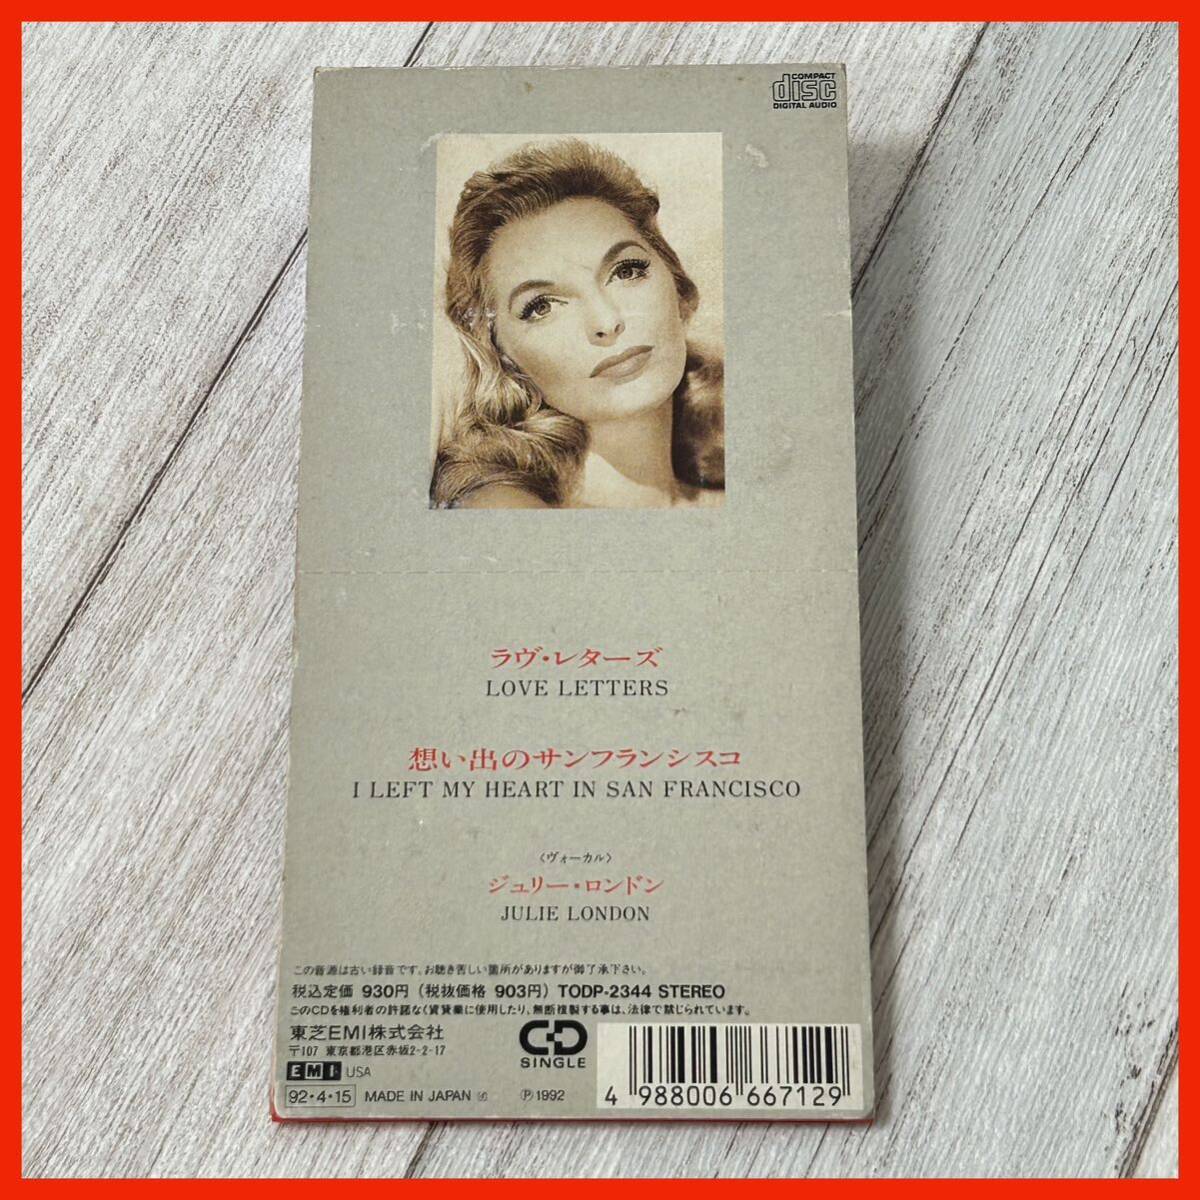 COMPACT
disc
DIGITAL AUDIO
ラヴ・レターズ
LOVE LETTERS
想い出のサンフランシスコ
I LEFT MY HEART IN SAN FRANCISCO
〈ヴォーカル〉
ジュリー・ロンドン
JULIE LONDON
この音源は古い録音です。お聴き苦しい箇所がありますが御了承下さい。
税込定価 930円（税抜価格 903円）TODP-2344 STEREO
このCDを権利者の許諾なく賃貸業に使用したり、無断複製する事は、法律で禁じられています。
東芝EMI株式会社
〒107 東京都港区赤坂2-2-17
EMI USA
92・4・15 MADE IN JAPAN Ⓟ1992
CD
SINGLE
4 988006 667129